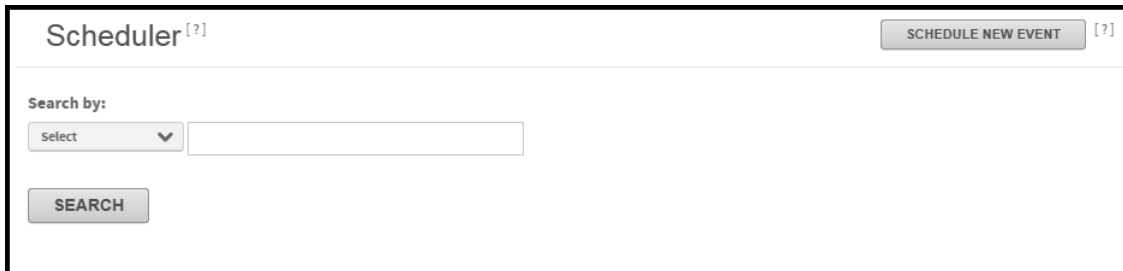 Scheduler [?]
SCHEDULE NEW EVENT [?]
Search by:
Select
SEARCH